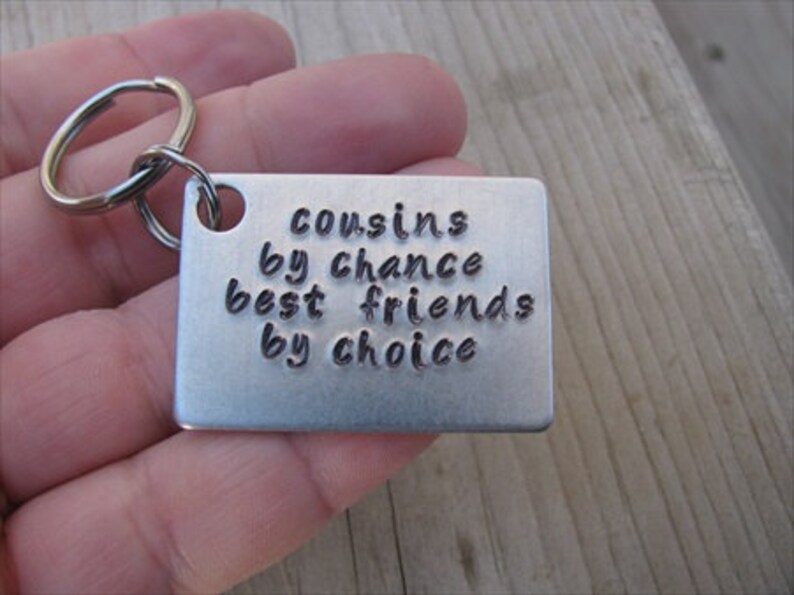 cousins
by chance
best friends
by choice